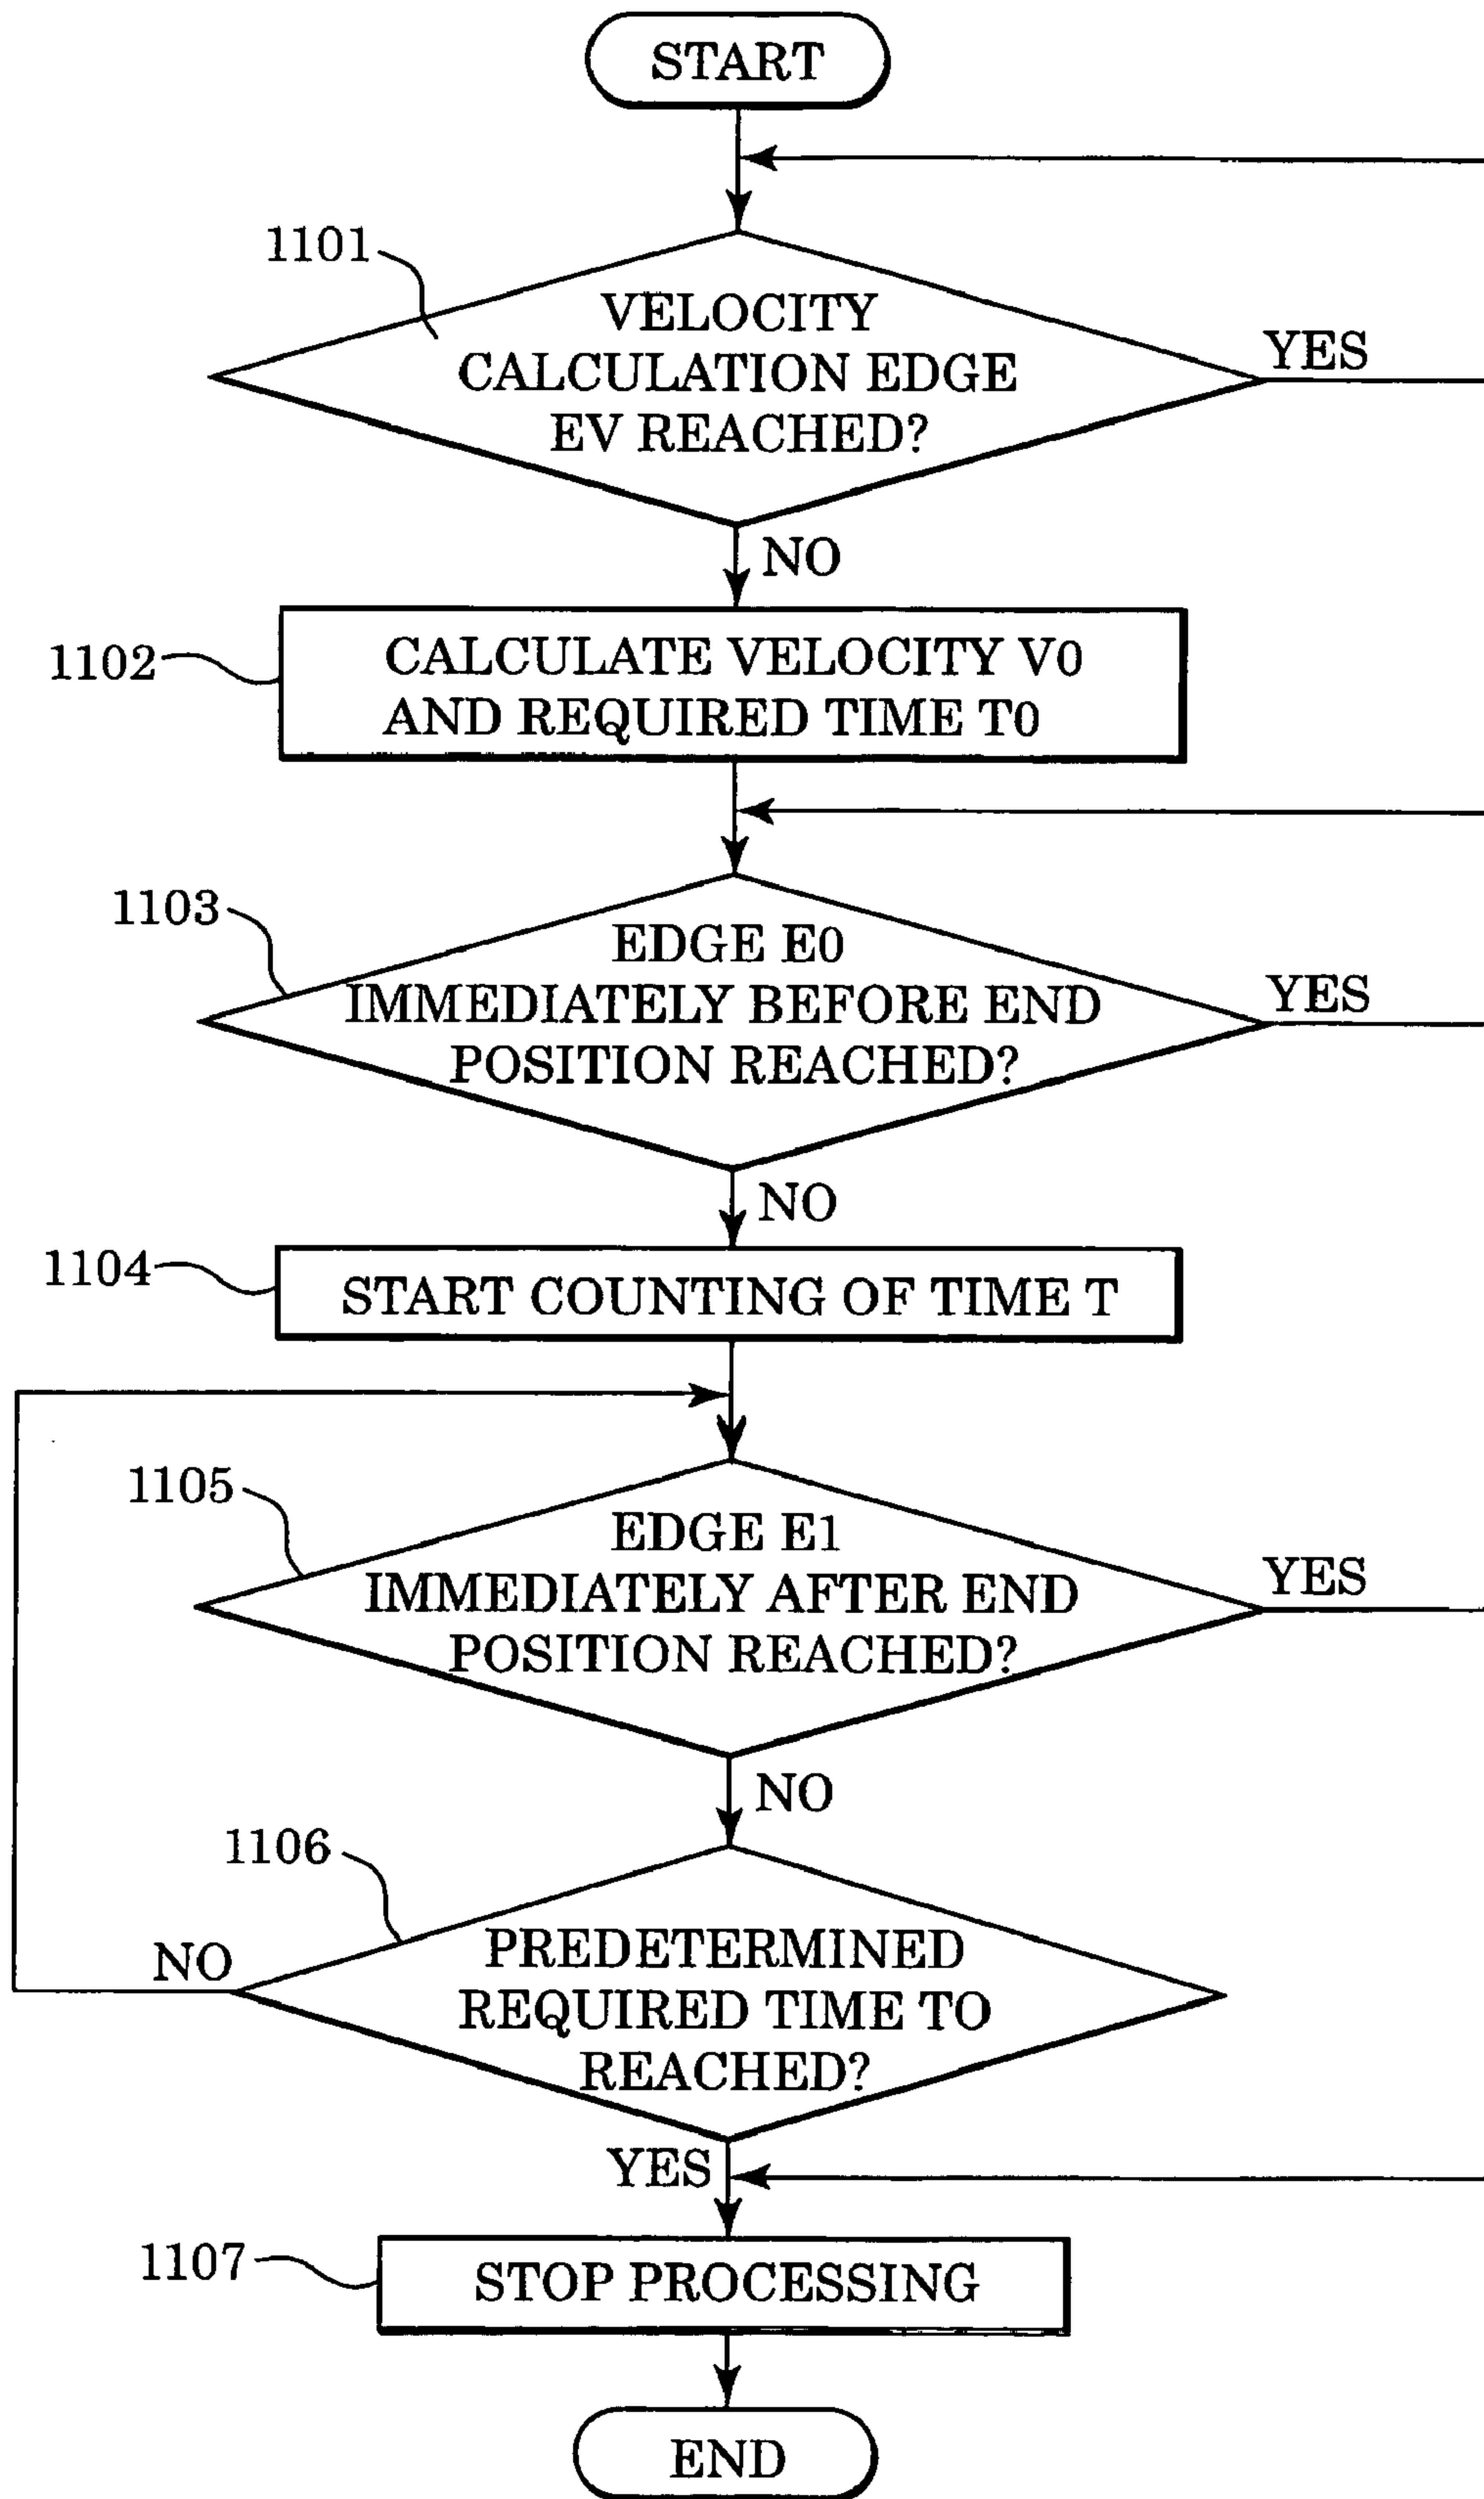 START
1101
VELOCITY
CALCULATION EDGE
EV REACHED?
YES
NO
1102
CALCULATE VELOCITY V0
AND REQUIRED TIME T0
1103
EDGE E0
IMMEDIATELY BEFORE END
POSITION REACHED?
YES
NO
1104
START COUNTING OF TIME T
1105
EDGE E1
IMMEDIATELY AFTER END
POSITION REACHED?
YES
NO
1106
NO
PREDETERMINED
REQUIRED TIME TO
REACHED?
YES
1107
STOP PROCESSING
END